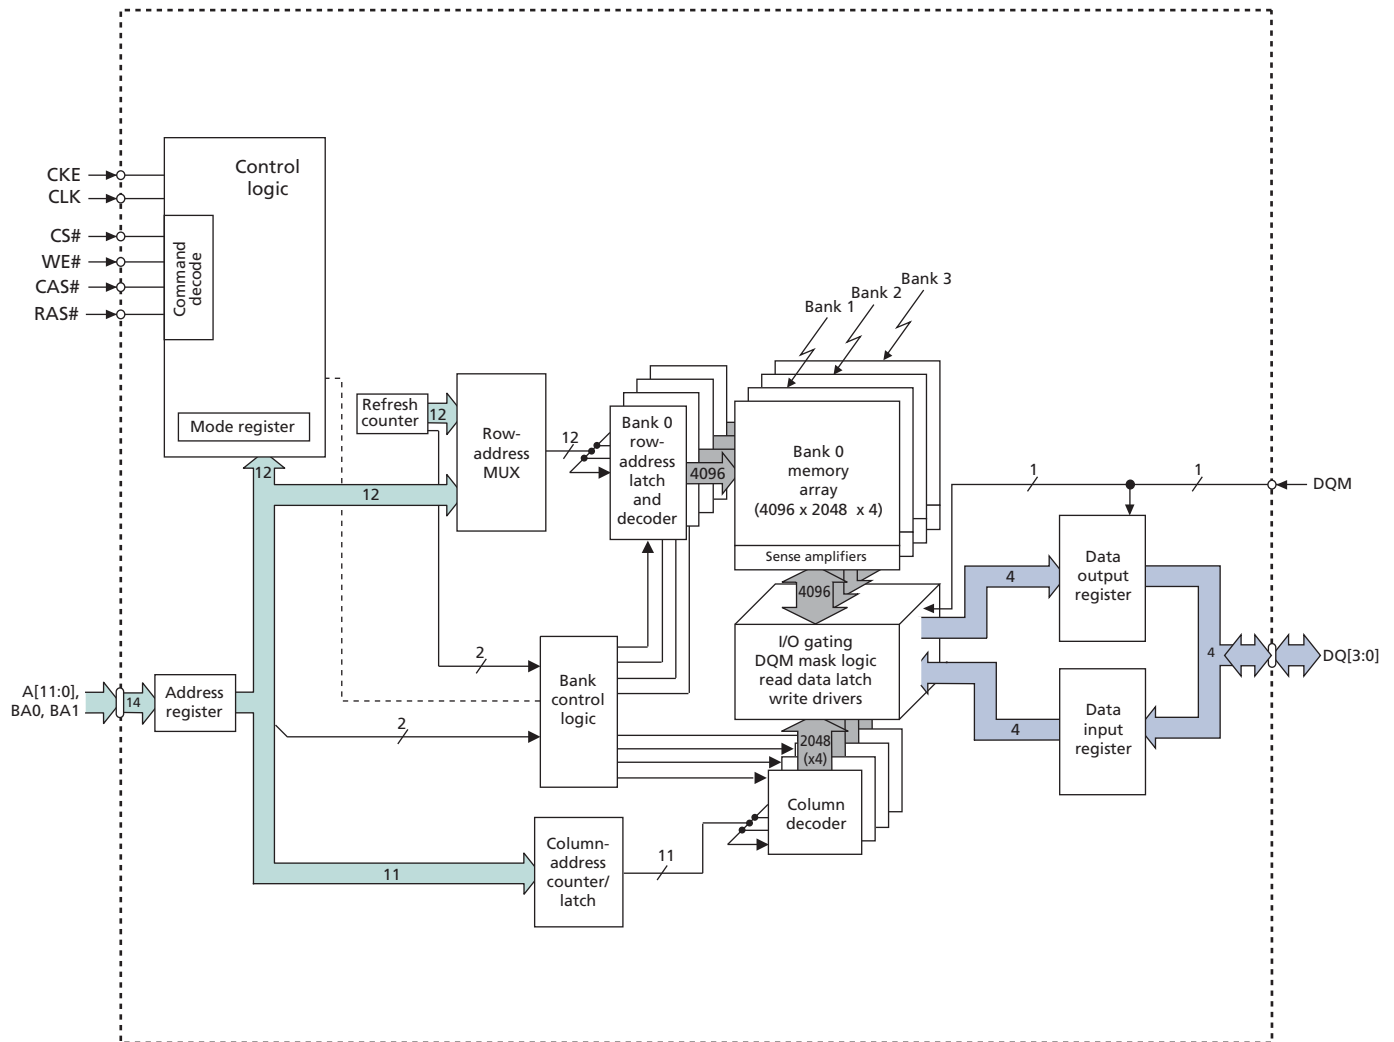 Control
logic
CKE
CLK
CS#
WE#
CAS#
RAS#
Command
decode
Mode register
12
Refresh
counter
12
12
Row-
address
MUX
12
Bank 0
row-
address
latch
and
decoder
4096
Bank 1
Bank 2
Bank 3
Bank 0
memory
array
(4096 x 2048 x 4)
Sense amplifiers
4096
I/O gating
DQM mask logic
read data latch
write drivers
2048
(x4)
Column
decoder
1
1
DQM
4
Data
output
register
4
DQ[3:0]
4
Data
input
register
A[11:0],
BA0, BA1
14
Address
register
2
2
Bank
control
logic
11
Column-
address
counter/
latch
11